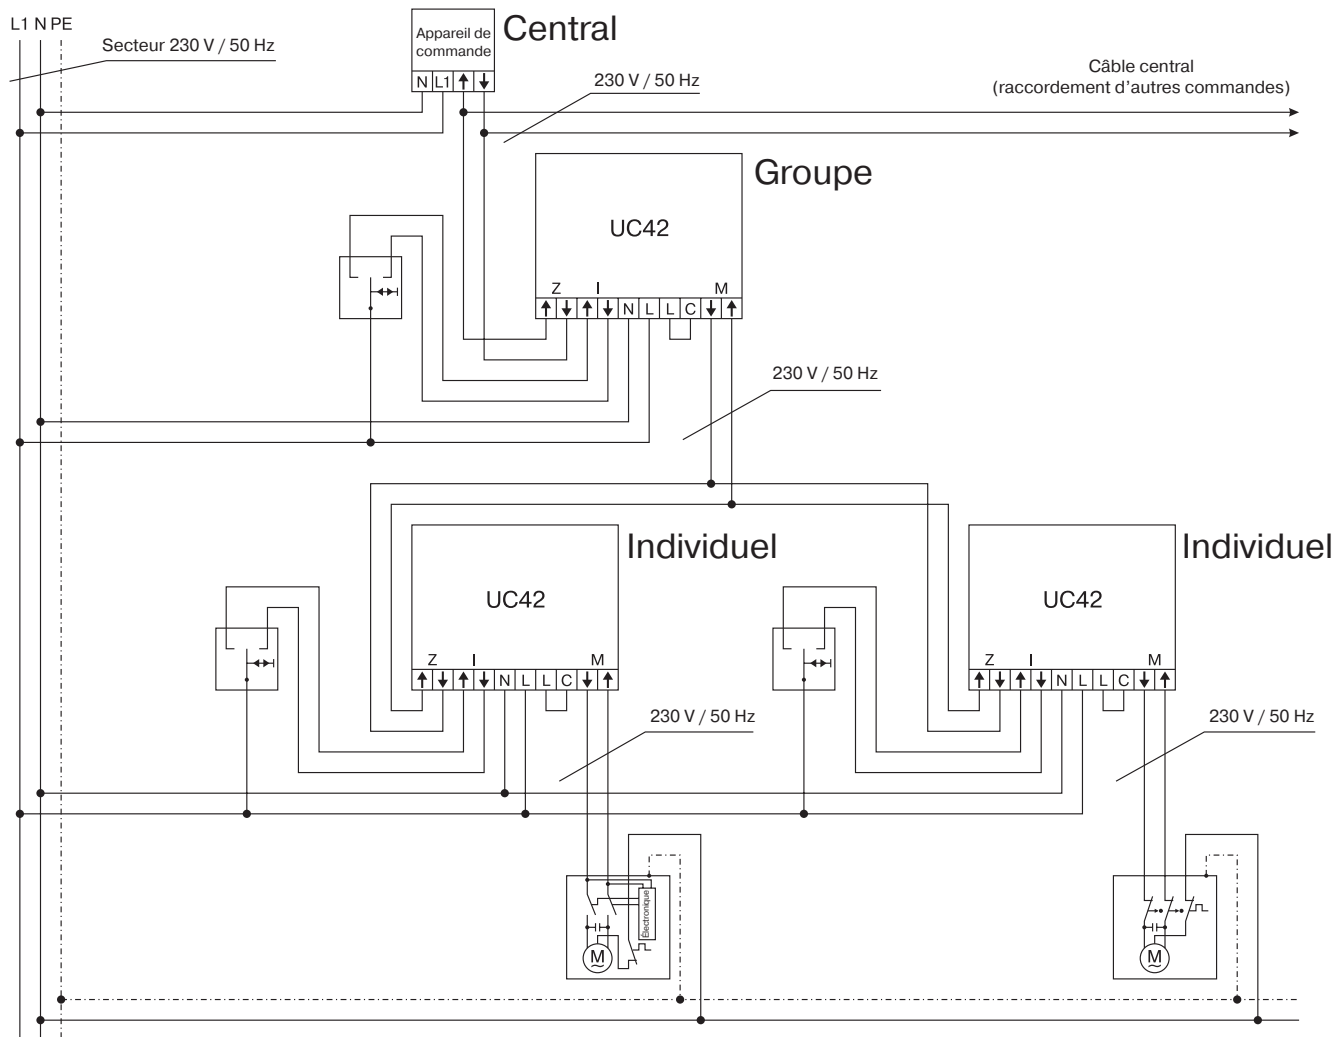 L1 N PE
Secteur 230 V / 50 Hz
Appareil de
commande
Central
N L1 ↑ ↓
230 V / 50 Hz
Câble central
(raccordement d'autres commandes)
Groupe
UC42
Z I M
↑ ↓ ↑ ↓ N L L C ↓ ↑
230 V / 50 Hz
Individuel
UC42
Z I M
↑ ↓ ↑ ↓ N L L C ↓ ↑
230 V / 50 Hz
Individuel
UC42
Z I M
↑ ↓ ↑ ↓ N L L C ↓ ↑
230 V / 50 Hz
Électronique
M
~
M
~